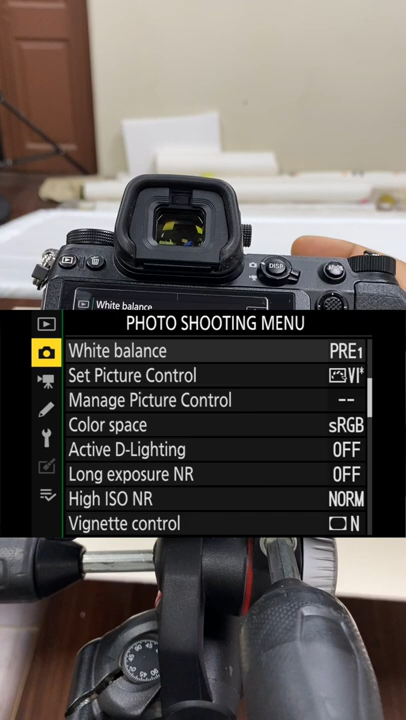 DISP
White balance
PHOTO SHOOTING MENU
White balance PRE1
Set Picture Control VI*
Manage Picture Control --
Color space sRGB
Active D-Lighting OFF
Long exposure NR OFF
High ISO NR NORM
Vignette control N